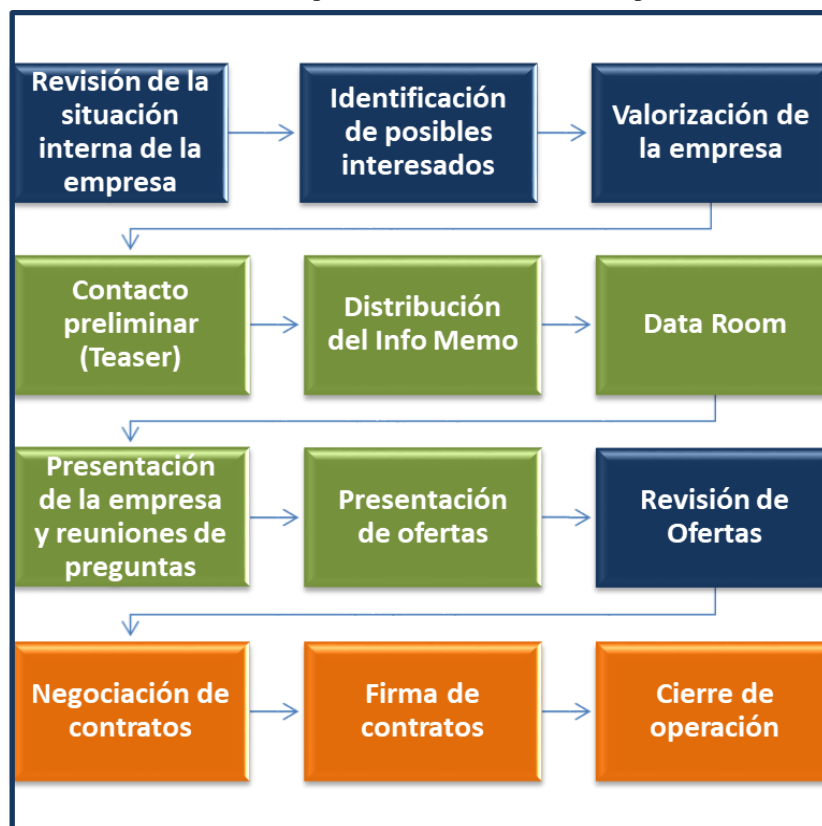 Revisión de la
situación
interna de la
empresa
Identificación
de posibles
interesados
Valorización de
la empresa
Contacto
preliminar
(Teaser)
Distribución
del Info Memo
Data Room
Presentación
de la empresa
y reuniones de
preguntas
Presentación
de ofertas
Revisión de
Ofertas
Negociación de
contratos
Firma de
contratos
Cierre de
operación